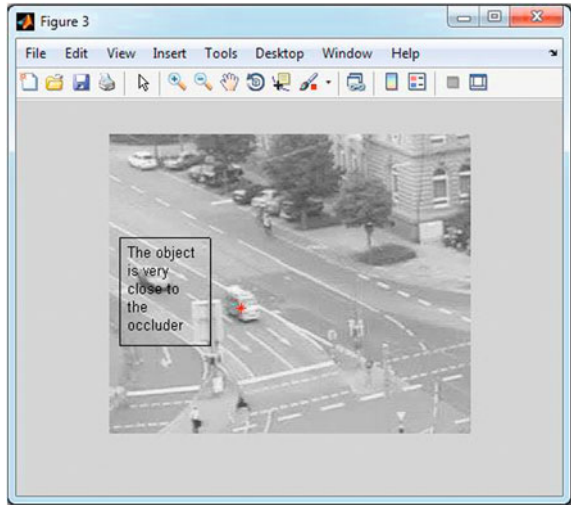 Figure 3
File Edit View Insert Tools Desktop Window Help
The object
is very
close to
the
occluder